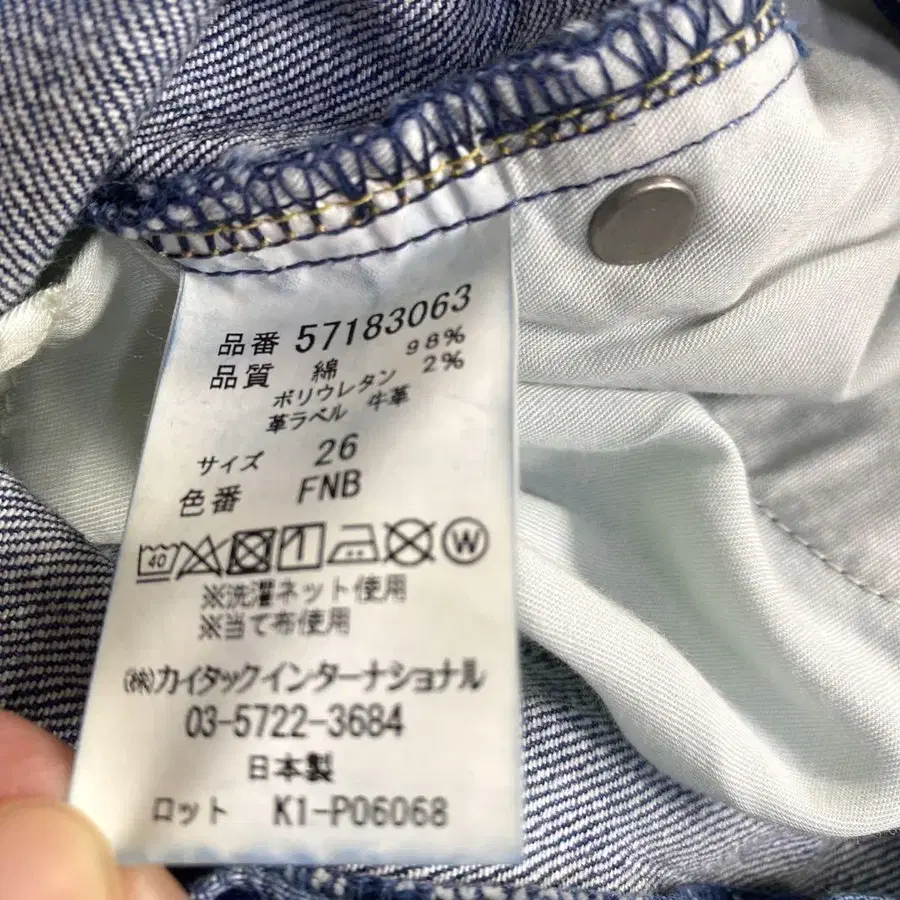 品番 57183063
品質 綿 98%
ポリウレタン 2%
革ラベル 牛革
サイズ 26
色番 FNB
40 W
※洗濯ネット使用
※当て布使用
㈱カイタックインターナショナル
03-5722-3684
日本製
ロット K1-P06068